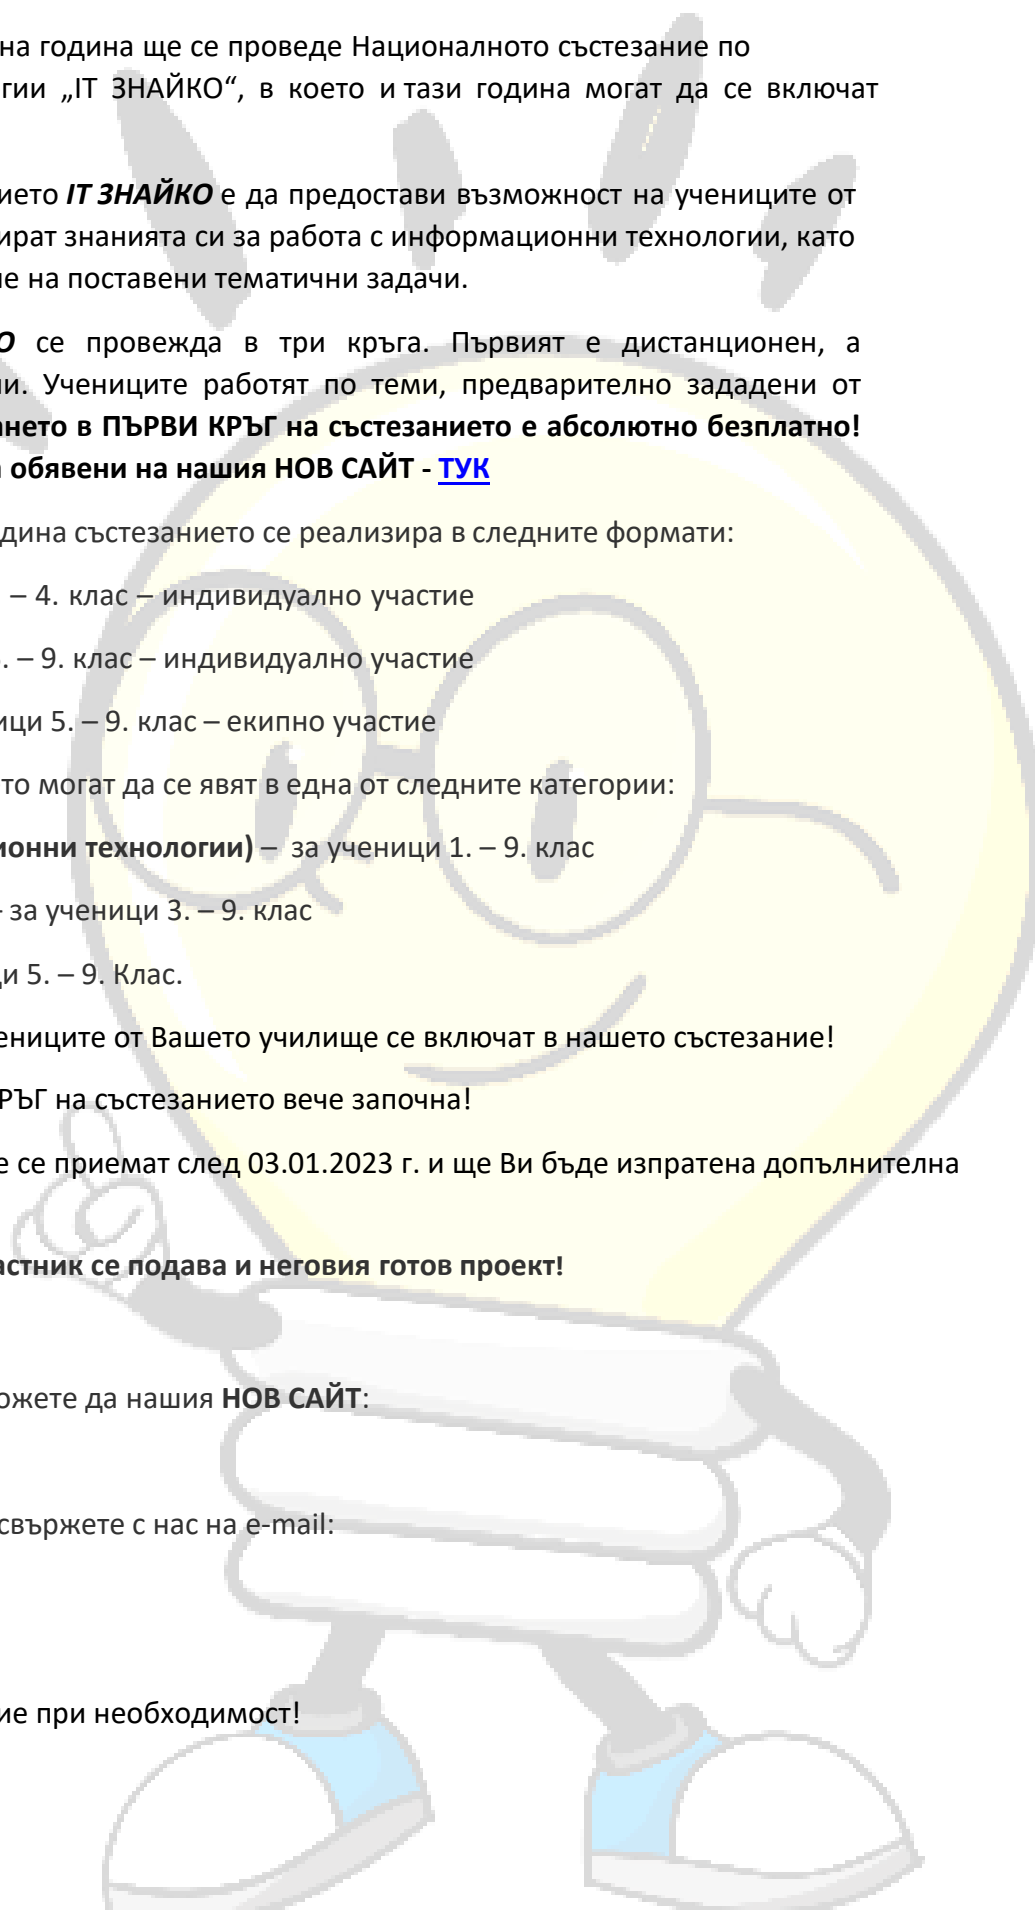 на година ще се проведе Националното състезание по
гии „IT ЗНАЙКО“, в което и тази година могат да се включат
ието IT ЗНАЙКО е да предостави възможност на учениците от
ират знанията си за работа с информационни технологии, като
не на поставени тематични задачи.
О се провежда в три кръга. Първият е дистанционен, а
ни. Учениците работят по теми, предварително зададени от
ането в ПЪРВИ КРЪГ на състезанието е абсолютно безплатно!
обявени на нашия НОВ САЙТ - ТУК
дина състезанието се реализира в следните формати:
– 4. клас – индивидуално участие
. – 9. клас – индивидуално участие
ици 5. – 9. клас – екипно участие
то могат да се явят в една от следните категории:
ионни технологии) – за ученици 1. – 9. клас
- за ученици 3. – 9. клас
ци 5. – 9. Клас.
ениците от Вашето училище се включат в нашето състезание!
РЪГ на състезанието вече започна!
е се приемат след 03.01.2023 г. и ще Ви бъде изпратена допълнителна
астник се подава и неговия готов проект!
ожете да нашия НОВ САЙТ:
свържете с нас на e-mail:
ие при необходимост!